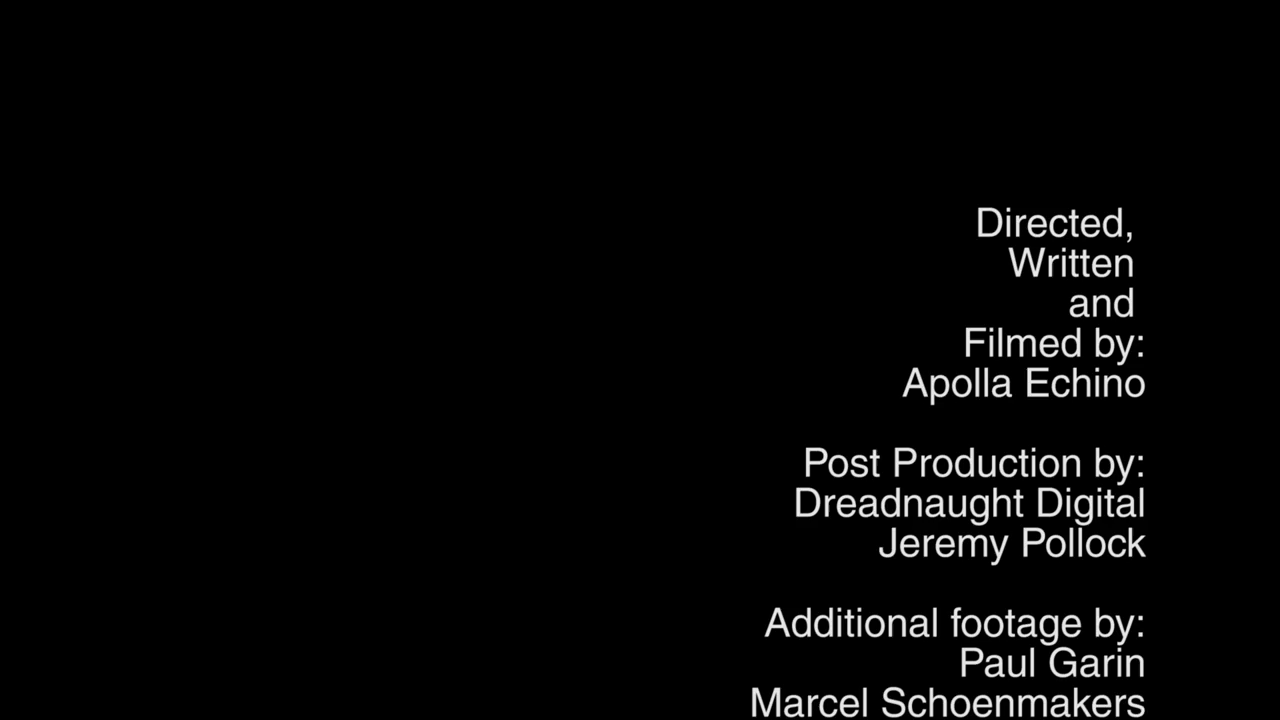 Directed,
Written
and
Filmed by:
Apolla Echino
Post Production by:
Dreadnaught Digital
Jeremy Pollock
Additional footage by:
Paul Garin
Marcel Schoenmakers